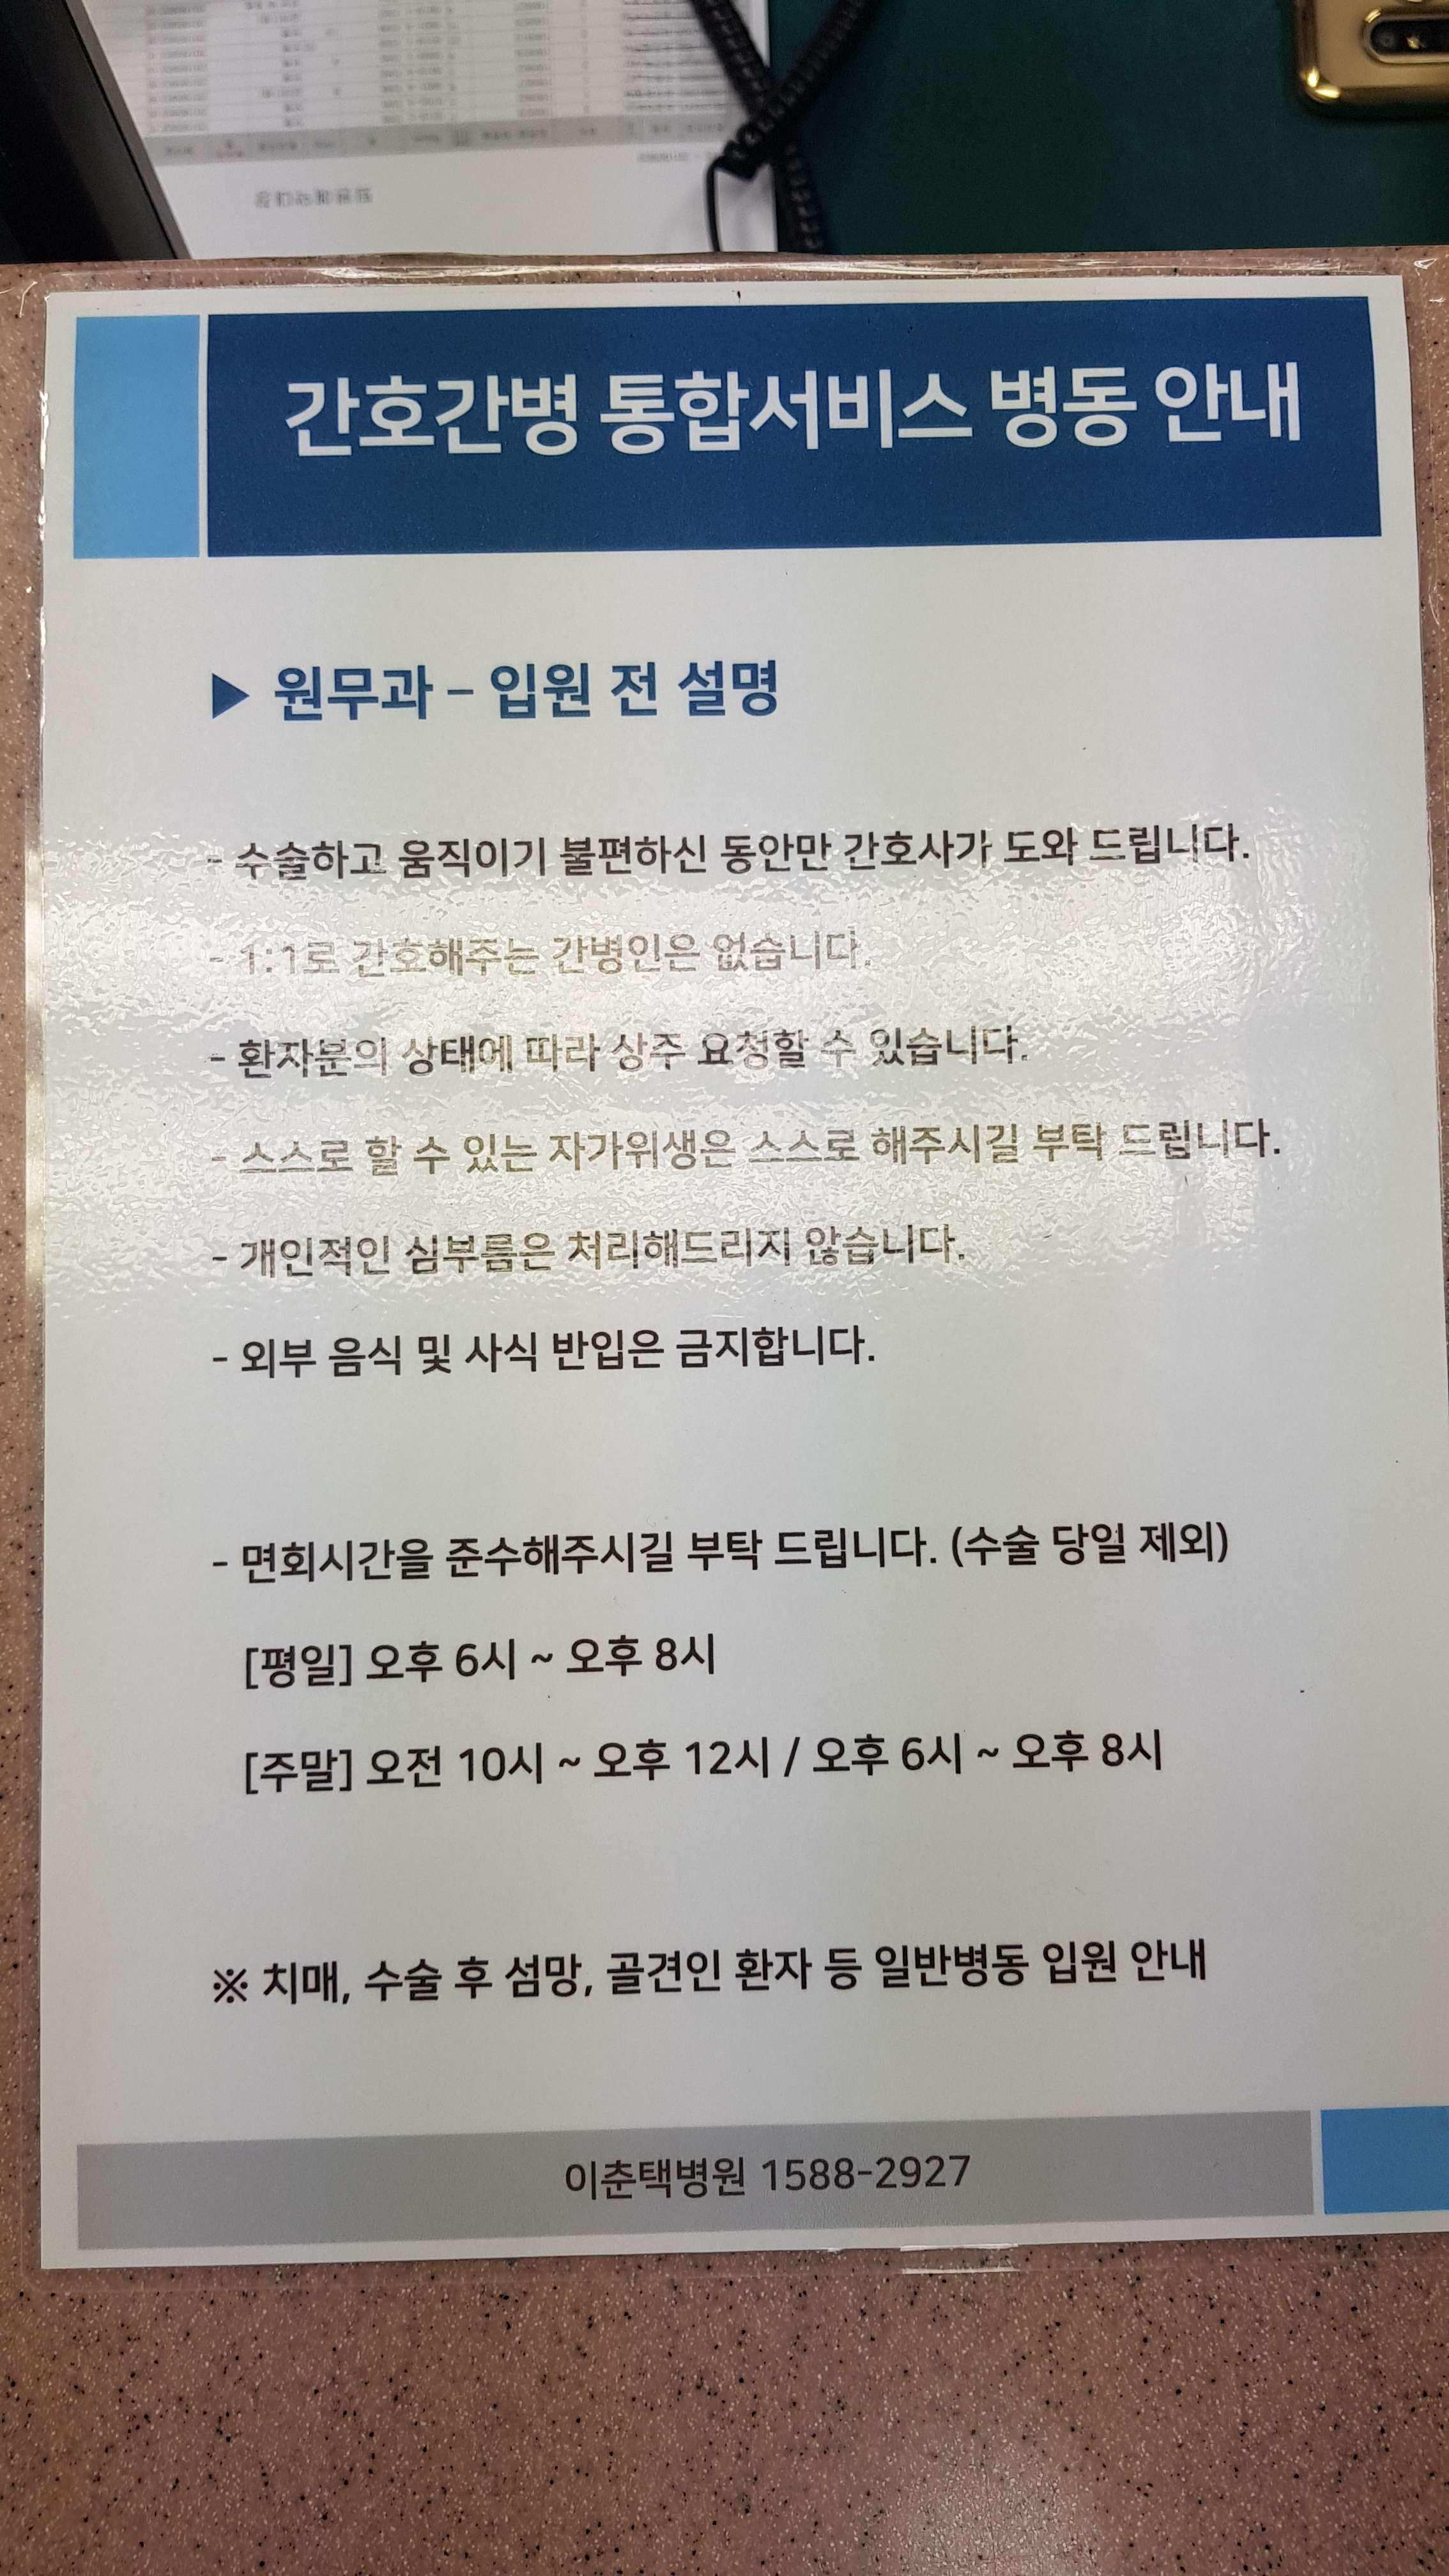 간호간병 통합서비스 병동 안내
▶ 원무과 – 입원 전 설명
- 수술하고 움직이기 불편하신 동안만 간호사가 도와 드립니다.
- 1:1로 간호해주는 간병인은 없습니다.
- 환자분의 상태에 따라 상주 요청할 수 있습니다.
- 스스로 할 수 있는 자가위생은 스스로 해주시길 부탁 드립니다.
- 개인적인 심부름은 처리해드리지 않습니다.
- 외부 음식 및 사식 반입은 금지합니다.
- 면회시간을 준수해주시길 부탁 드립니다. (수술 당일 제외)
[평일] 오후 6시 ~ 오후 8시
[주말] 오전 10시 ~ 오후 12시 / 오후 6시 ~ 오후 8시
※ 치매, 수술 후 섬망, 골견인 환자 등 일반병동 입원 안내
이춘택병원 1588-2927